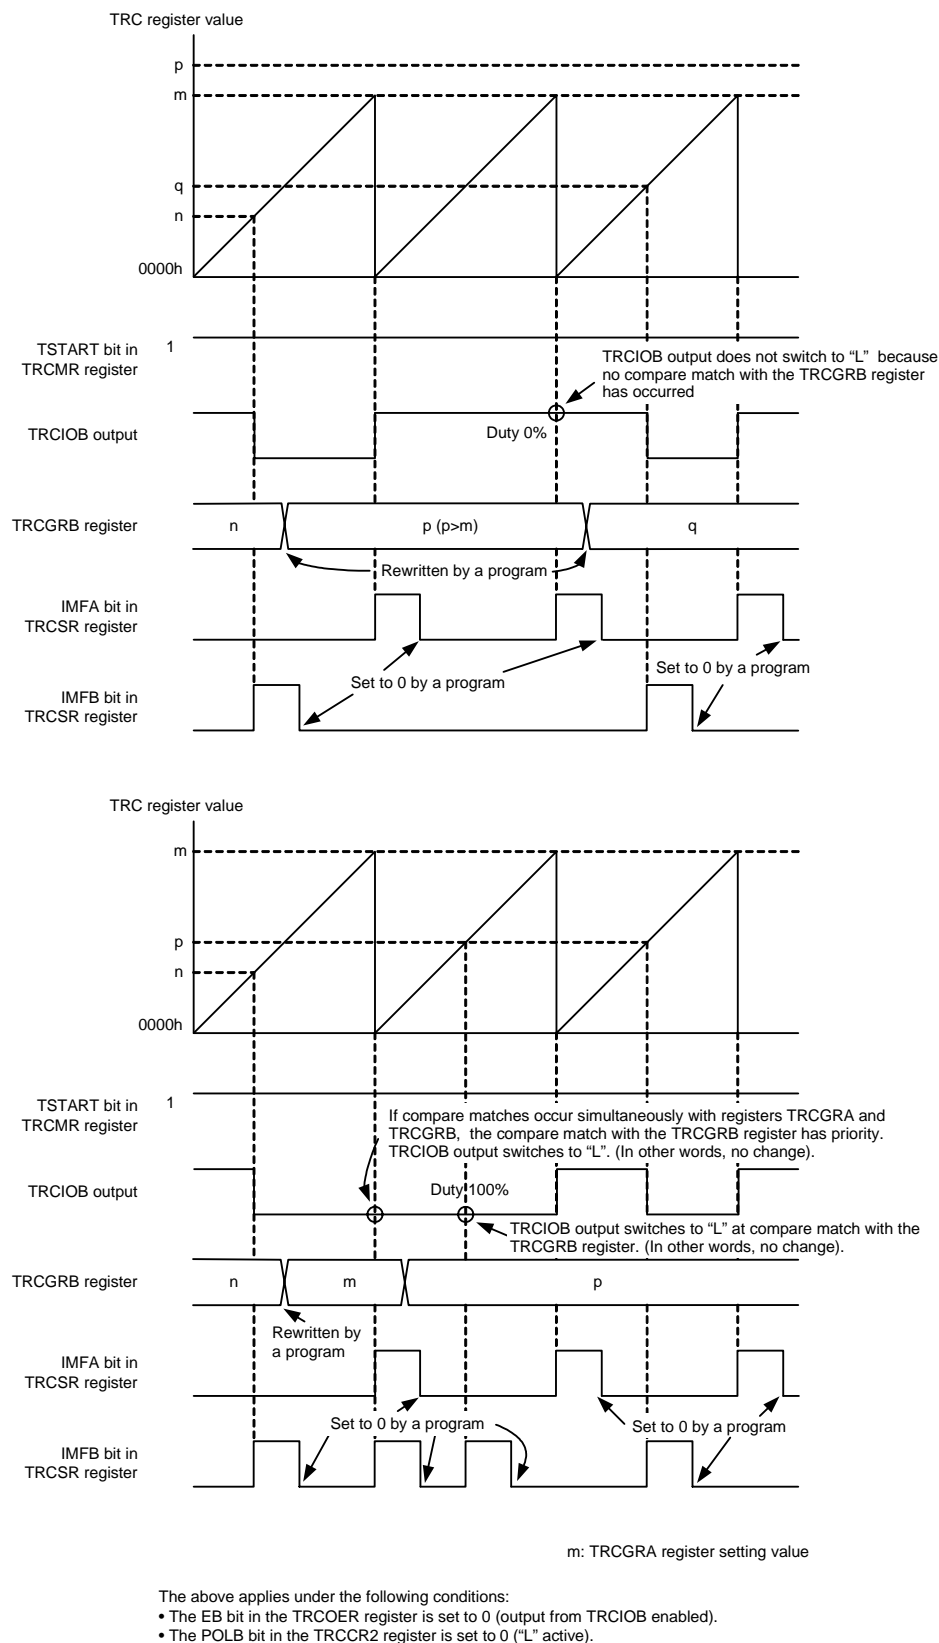 TRC register value
p
m
q
n
0000h
TSTART bit in
TRCMR register
1
TRCIOB output does not switch to “L” because
no compare match with the TRCGRB register
has occurred
TRCIOB output
Duty 0%
TRCGRB register
n
p (p>m)
q
Rewritten by a program
IMFA bit in
TRCSR register
Set to 0 by a program
Set to 0 by a program
IMFB bit in
TRCSR register
TRC register value
m
p
n
0000h
TSTART bit in
TRCMR register
1
If compare matches occur simultaneously with registers TRCGRA and
TRCGRB, the compare match with the TRCGRB register has priority.
TRCIOB output switches to “L”. (In other words, no change).
TRCIOB output
Duty 100%
TRCIOB output switches to “L” at compare match with the
TRCGRB register. (In other words, no change).
TRCGRB register
n
m
p
Rewritten by
a program
IMFA bit in
TRCSR register
Set to 0 by a program
Set to 0 by a program
IMFB bit in
TRCSR register
m: TRCGRA register setting value
The above applies under the following conditions:
• The EB bit in the TRCOER register is set to 0 (output from TRCIOB enabled).
• The POLB bit in the TRCCR2 register is set to 0 (“L” active).